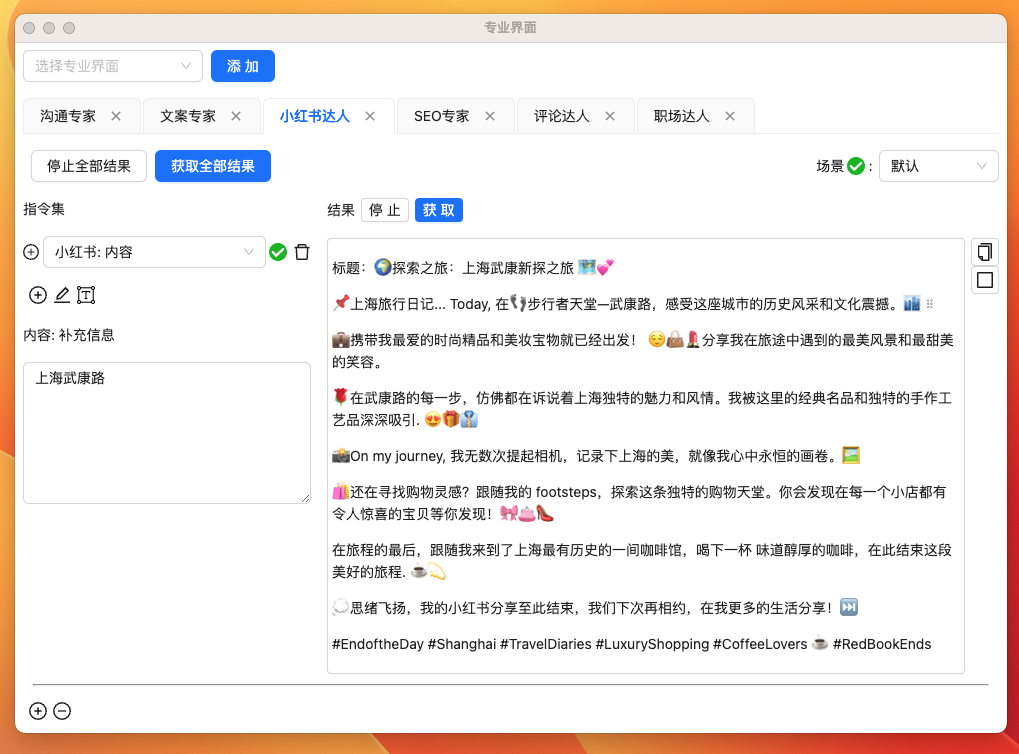 专业界面
选择专业界面
添 加
沟通专家
文案专家
小红书达人
SEO专家
评论达人
职场达人
停止全部结果
获取全部结果
场景✅:
默认
指令集
结果
停 止
获 取
小红书: 内容
内容: 补充信息
上海武康路
标题：🌍探索之旅：上海武康新探之旅 🗺️💕
📌上海旅行日记... Today, 在👣步行者天堂—武康路，感受这座城市的历史风采和文化震撼。🏙️⠿
💼携带我最爱的时尚精品和美妆宝物就已经出发！ 😌👜💄分享我在旅途中遇到的最美风景和最甜美
的笑容。
🌹在武康路的每一步，仿佛都在诉说着上海独特的魅力和风情。我被这里的经典名品和独特的手作工
艺品深深吸引. 😍🎁👔
📸On my journey, 我无数次提起相机，记录下上海的美，就像我心中永恒的画卷。🖼️
🛍️还在寻找购物灵感？跟随我的 footsteps，探索这条独特的购物天堂。你会发现在每一个小店都有
令人惊喜的宝贝等你发现！🎀👛👠
在旅程的最后，跟随我来到了上海最有历史的一间咖啡馆，喝下一杯 味道醇厚的咖啡，在此结束这段
美好的旅程. ☕💫
💭思绪飞扬，我的小红书分享至此结束，我们下次再相约，在我更多的生活分享！⏭️
#EndoftheDay #Shanghai #TravelDiaries #LuxuryShopping #CoffeeLovers ☕ #RedBookEnds